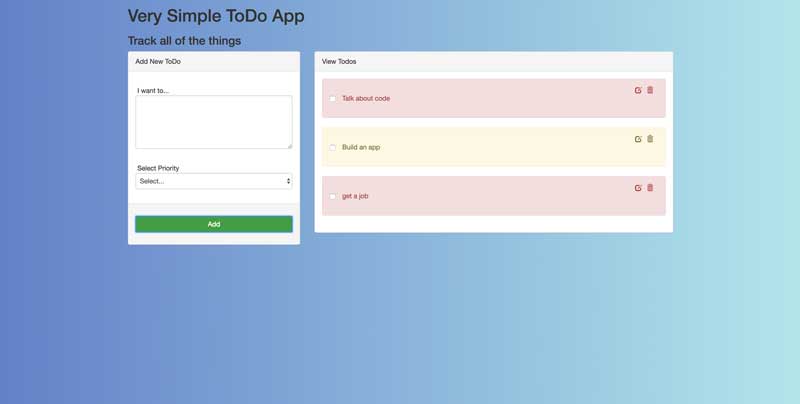 Very Simple ToDo App
Track all of the things
Add New ToDo
I want to...
Select Priority
Select...
Add
View Todos
Talk about code
Build an app
get a job